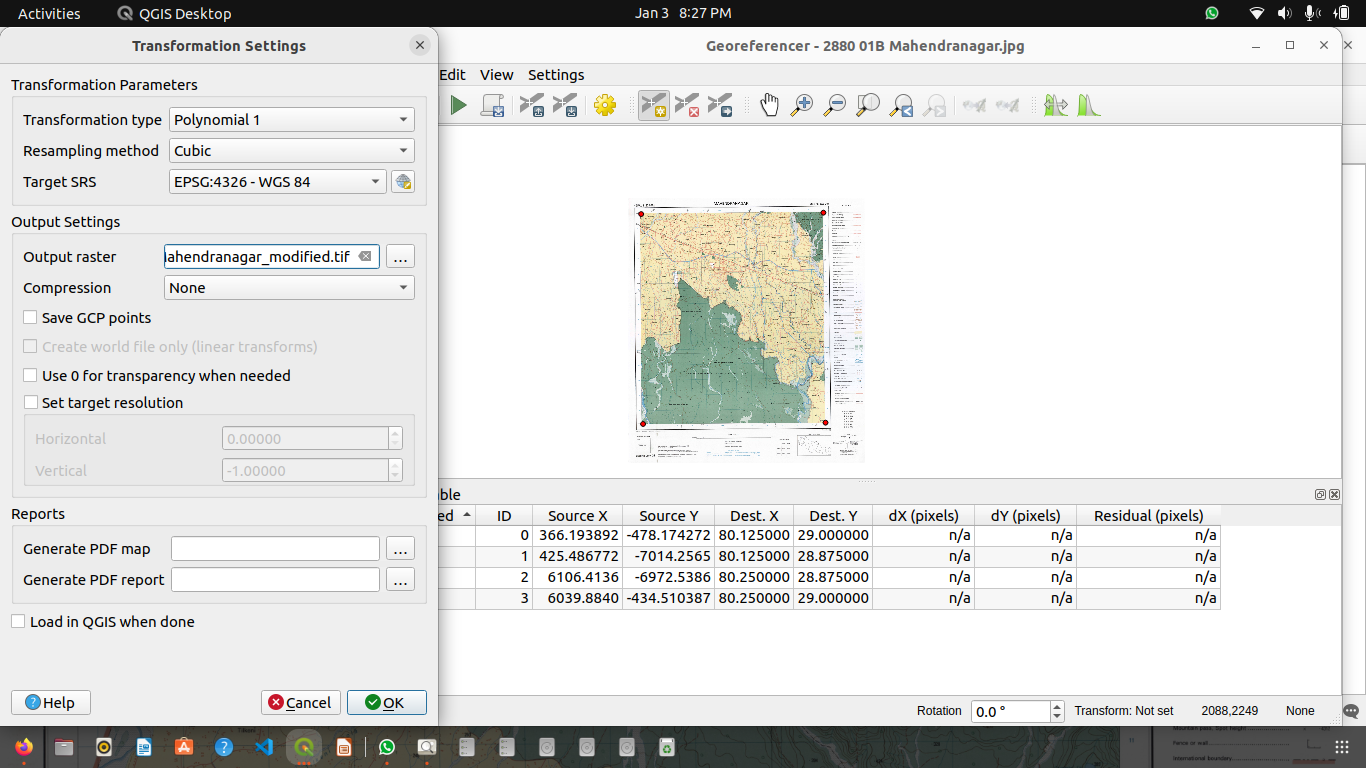 Activities QGIS Desktop Jan 3 8:27 PM
Transformation Settings
Georeferencer - 2880 01B Mahendranagar.jpg
Edit View Settings
Transformation Parameters
Transformation type Polynomial 1
Resampling method Cubic
Target SRS EPSG:4326 - WGS 84
Output Settings
Output raster ahendranagar_modified.tif ...
Compression None
Save GCP points
Create world file only (linear transforms)
Use 0 for transparency when needed
Set target resolution
Horizontal 0.00000
Vertical -1.00000
Reports
Generate PDF map ...
Generate PDF report ...
Load in QGIS when done
Help Cancel OK
MAHENDRANAGAR
ble
ed ID Source X Source Y Dest. X Dest. Y dX (pixels) dY (pixels) Residual (pixels)
0 366.193892 -478.174272 80.125000 29.000000 n/a n/a n/a
1 425.486772 -7014.2565 80.125000 28.875000 n/a n/a n/a
2 6106.4136 -6972.5386 80.250000 28.875000 n/a n/a n/a
3 6039.8840 -434.510387 80.250000 29.000000 n/a n/a n/a
Rotation 0.0 ° Transform: Not set 2088,2249 None
Fence or wall
International boundary